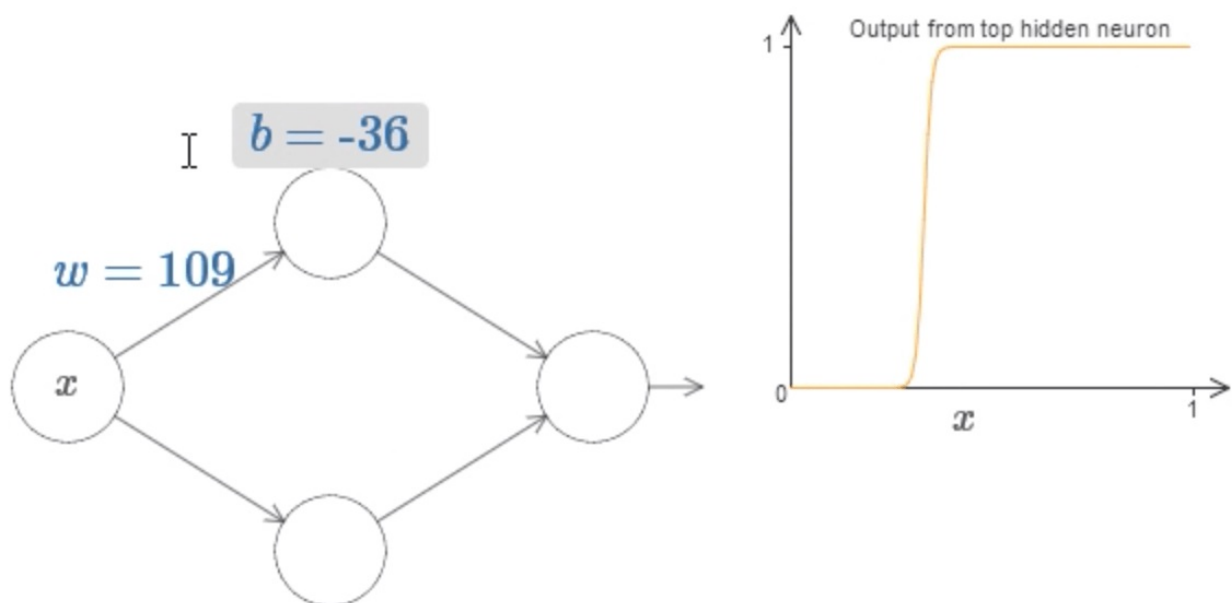 b = -36
w = 109
x
Output from top hidden neuron
1
0
x
1